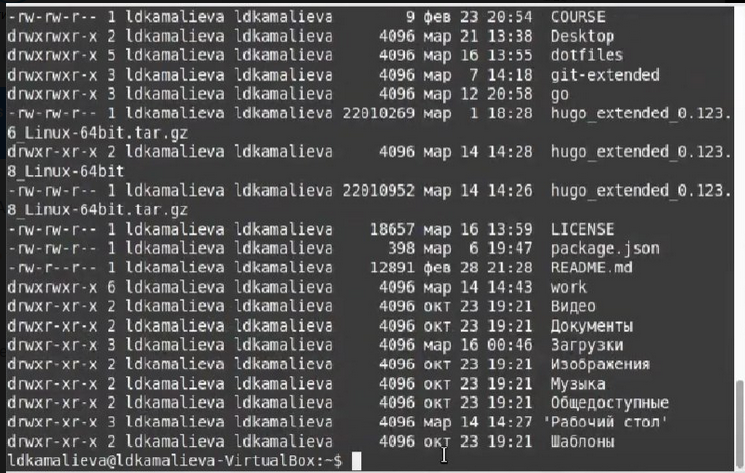 -rw-rw-r-- 1 ldkamalieva ldkamalieva 9 фев 23 20:54 COURSE
drwxrwxr-x 2 ldkamalieva ldkamalieva 4096 мар 21 13:38 Desktop
drwxrwxr-x 5 ldkamalieva ldkamalieva 4096 мар 16 13:55 dotfiles
drwxrwxr-x 3 ldkamalieva ldkamalieva 4096 мар 7 14:18 git-extended
drwxrwxr-x 3 ldkamalieva ldkamalieva 4096 мар 12 20:58 go
-rw-rw-r-- 1 ldkamalieva ldkamalieva 22010269 мар 1 18:28 hugo_extended_0.123.
6_Linux-64bit.tar.gz
drwxr-xr-x 2 ldkamalieva ldkamalieva 4096 мар 14 14:28 hugo_extended_0.123.
8_Linux-64bit
-rw-rw-r-- 1 ldkamalieva ldkamalieva 22010952 мар 14 14:26 hugo_extended_0.123.
8_Linux-64bit.tar.gz
-rw-rw-r-- 1 ldkamalieva ldkamalieva 18657 мар 16 13:59 LICENSE
-rw-rw-r-- 1 ldkamalieva ldkamalieva 398 мар 6 19:47 package.json
-rw-r--r-- 1 ldkamalieva ldkamalieva 12891 фев 28 21:28 README.md
drwxrwxr-x 6 ldkamalieva ldkamalieva 4096 мар 14 14:43 work
drwxr-xr-x 2 ldkamalieva ldkamalieva 4096 окт 23 19:21 Видео
drwxr-xr-x 2 ldkamalieva ldkamalieva 4096 окт 23 19:21 Документы
drwxr-xr-x 3 ldkamalieva ldkamalieva 4096 мар 16 00:46 Загрузки
drwxr-xr-x 2 ldkamalieva ldkamalieva 4096 окт 23 19:21 Изображения
drwxr-xr-x 2 ldkamalieva ldkamalieva 4096 окт 23 19:21 Музыка
drwxr-xr-x 2 ldkamalieva ldkamalieva 4096 окт 23 19:21 Общедоступные
drwxr-xr-x 3 ldkamalieva ldkamalieva 4096 мар 14 14:27 'Рабочий стол'
drwxr-xr-x 2 ldkamalieva ldkamalieva 4096 окт 23 19:21 Шаблоны
ldkamalieva@ldkamalieva-VirtualBox:~$